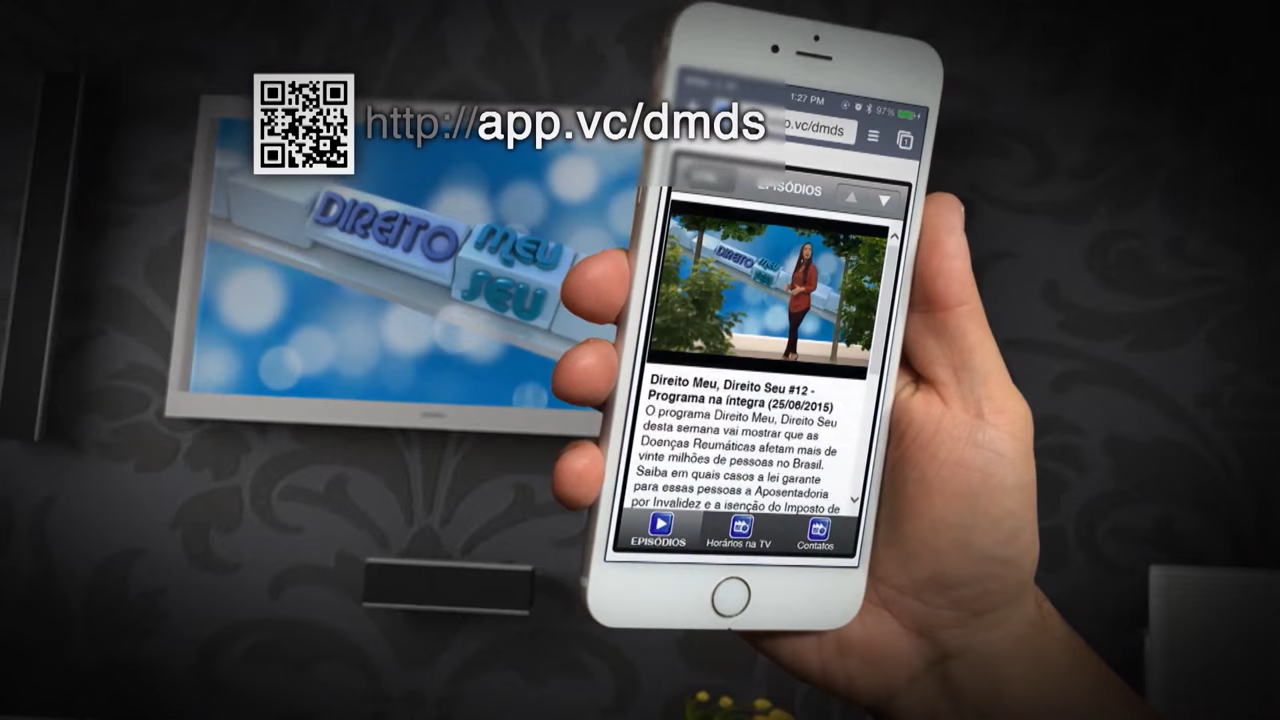 http://app.vc/dmds
1:27 PM
97%
p.vc/dmds
1
EPISÓDIOS
DIREITO MEU
SEU
DIREITO MEU
SEU
Direito Meu, Direito Seu #12 -
Programa na íntegra (25/06/2015)
O programa Direito Meu, Direito Seu
desta semana vai mostrar que as
Doenças Reumáticas afetam mais de
vinte milhões de pessoas no Brasil.
Saiba em quais casos a lei garante
para essas pessoas a Aposentadoria
por Invalidez e a isenção do Imposto de
EPISÓDIOS
Horários na TV
Contatos